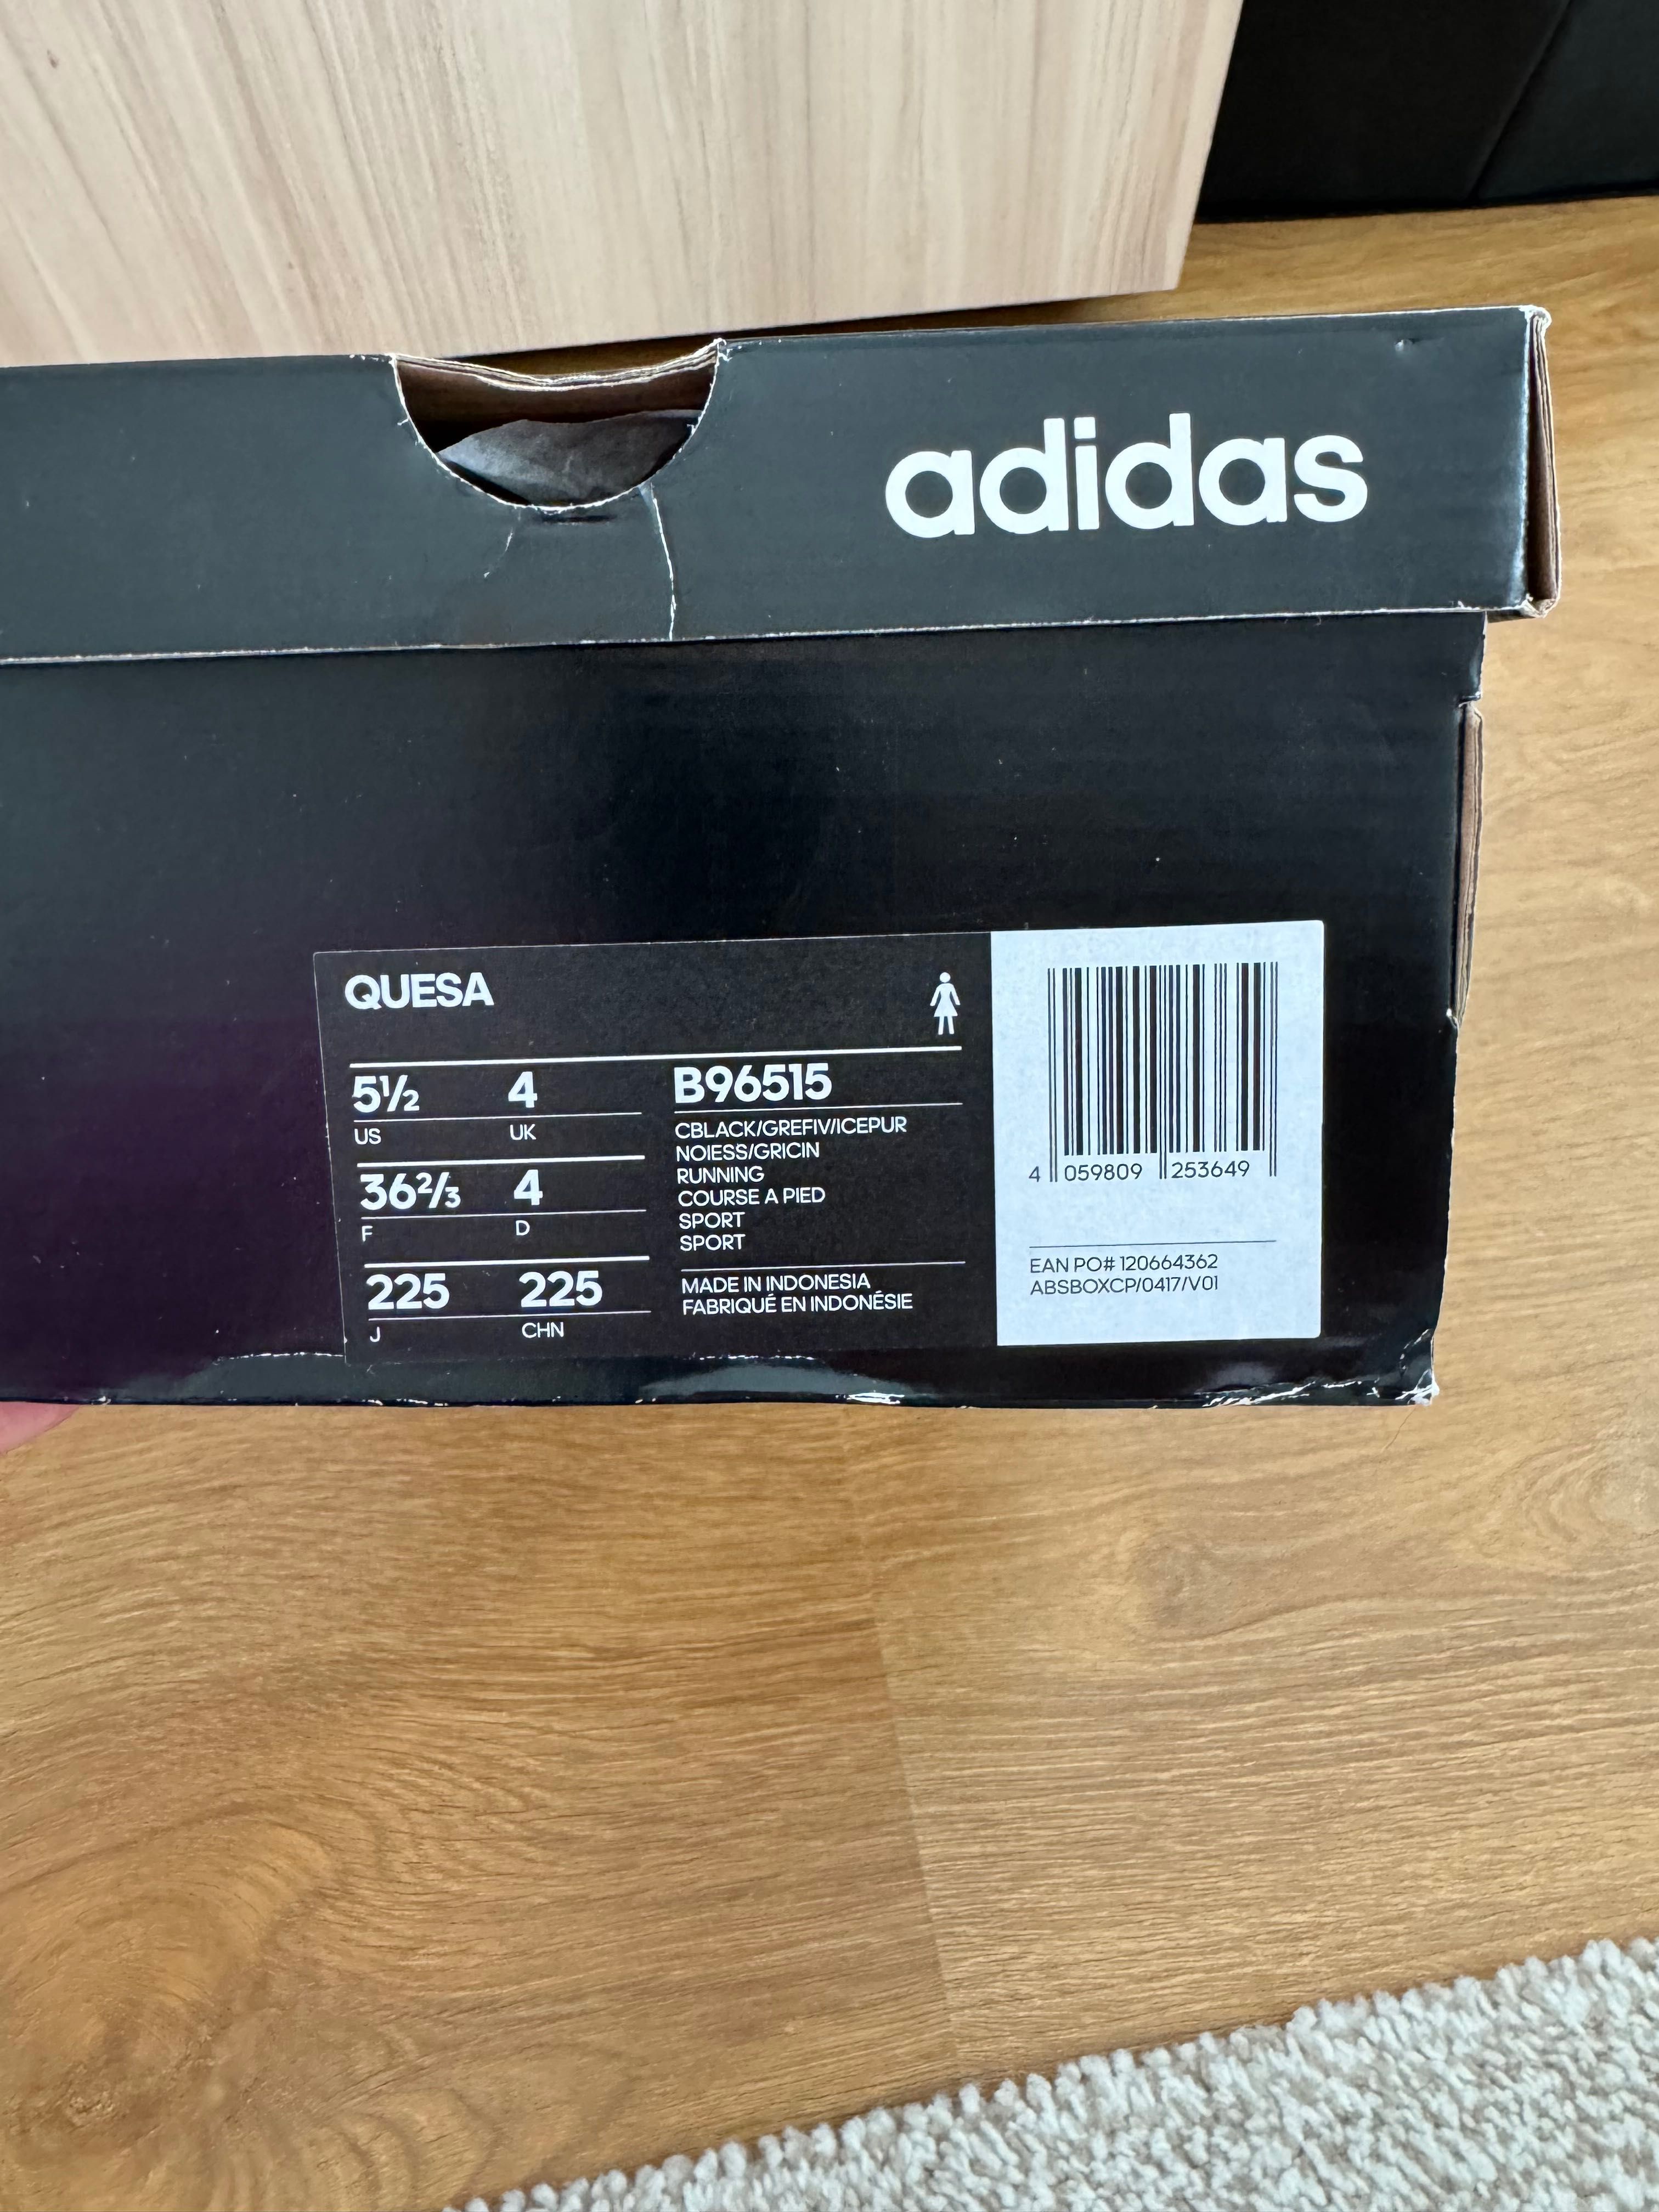 adidas
QUESA
5½ 4
US UK
36⅔ 4
F D
225 225
J CHN
B96515
CBLACK/GREFIV/ICEPUR
NOIESS/GRICIN
RUNNING
COURSE A PIED
SPORT
SPORT
MADE IN INDONESIA
FABRIQUÉ EN INDONÉSIE
4 059809 253649
EAN PO# 120664362
ABSBOXCP/0417/V01